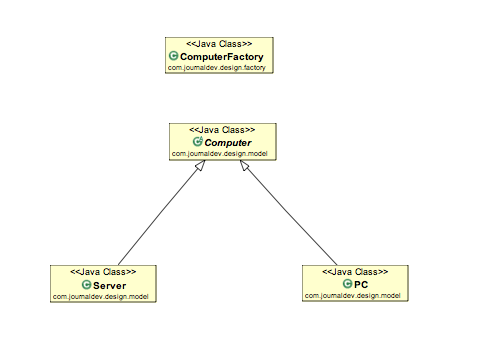 <<Java Class>>
ComputerFactory
com.journaldev.design.factory
<<Java Class>>
Computer
com.journaldev.design.model
<<Java Class>>
Server
com.journaldev.design.model
<<Java Class>>
PC
com.journaldev.design.model